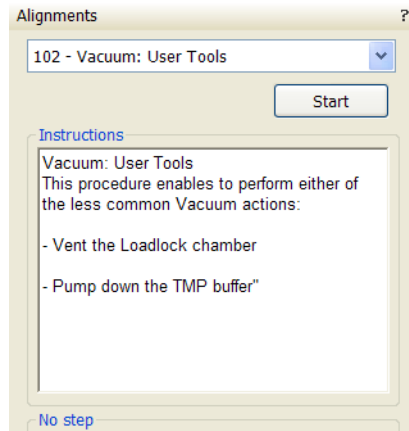 Alignments ?
102 - Vacuum: User Tools
Start
Instructions
Vacuum: User Tools
This procedure enables to perform either of
the less common Vacuum actions:
- Vent the Loadlock chamber
- Pump down the TMP buffer"
No step